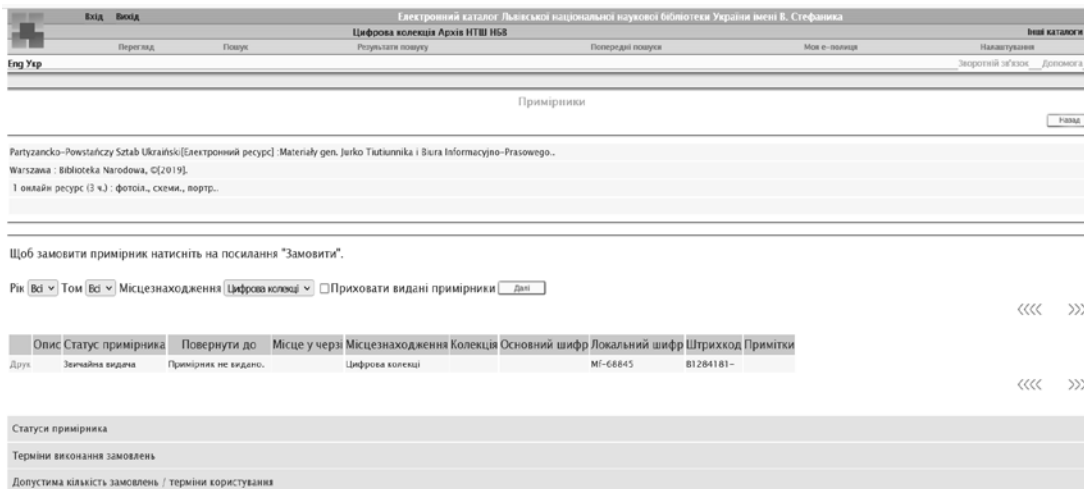 Вхід Вихід Електронний каталог Львівської національної наукової бібліотеки України імені В. Стефаника
Цифрова колекція Архів НТШ НБВ Інші каталоги
Перегляд Пошук Результати пошуку Попередні пошуки Моя е-полиця Налаштування
Eng Укр Зворотній зв'язок Допомога
Примірники
Назад
Partyzancko-Powstańczy Sztab Ukraiński[Електронний ресурс] :Materiały gen. Jurko Tiutiunnika i Biura Informacyjno-Prasowego..
Warszawa : Biblioteka Narodowa, ©[2019].
1 онлайн ресурс (3 ч.) : фотоіл., схеми., портр..
Щоб замовити примірник натисніть на посилання "Замовити".
Рік Всі Том Всі Місцезнаходження Цифрова колекці Приховати видані примірники Далі
<<<< >>>
Опис Статус примірника Повернути до Місце у черзі Місцезнаходження Колекція Основний шифр Локальний шифр Штрихкод Примітки
Друк Звичайна видача Примірник не видано. Цифрова колекці Mf-68845 B1284181-
<<<< >>>
Статуси примірника
Терміни виконання замовлень
Допустима кількість замовлень / терміни користування